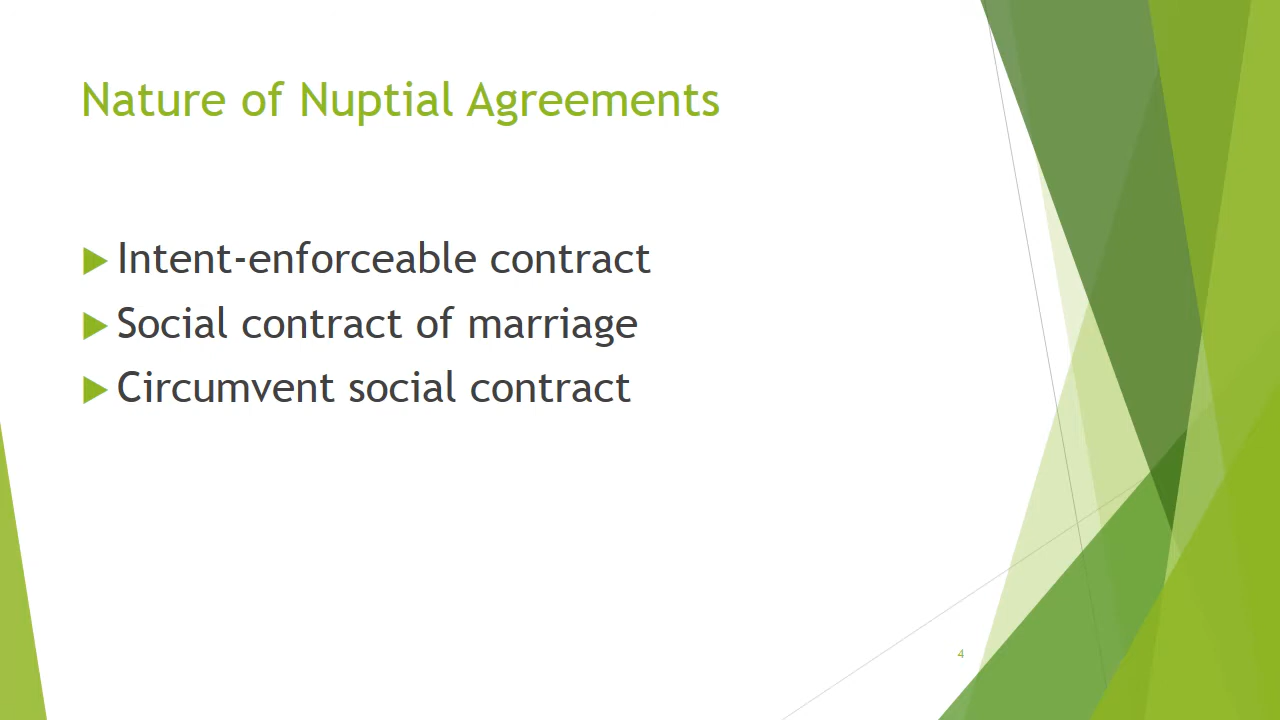 Nature of Nuptial Agreements
Intent-enforceable contract
Social contract of marriage
Circumvent social contract
4